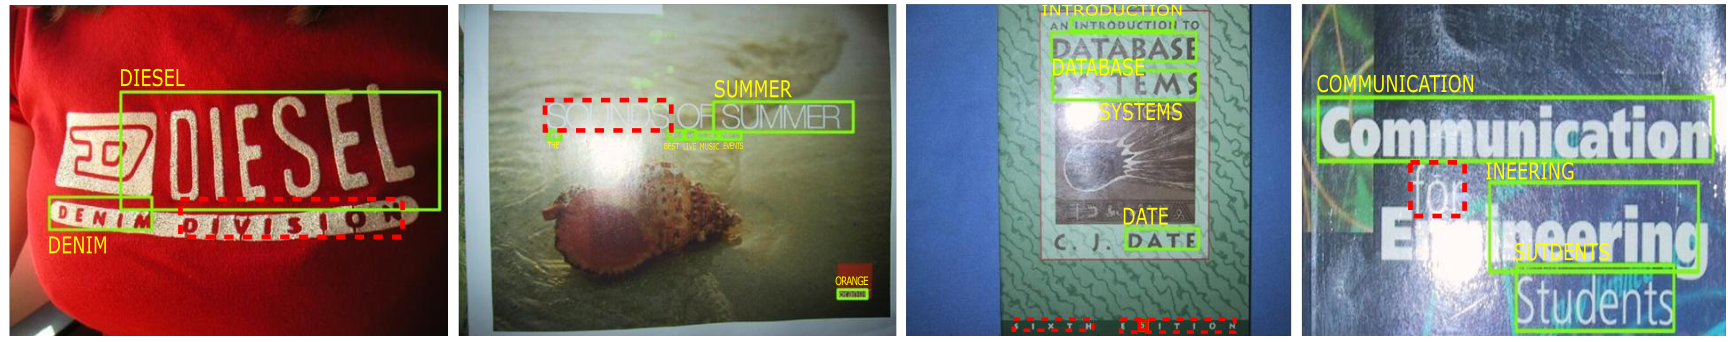 DIESEL
DIESEL
DENIM DIVISION
DENIM
SUMMER
SOUNDS OF SUMMER
THE BEST LIVE MUSIC EVENTS
ORANGE
INTRODUCTION
AN INTRODUCTION TO
DATABASE
DATABASE
SYSTEMS
SYSTEMS
DATE
C. J. DATE
SIXTH EDITION
COMMUNICATION
Communication
for
INEERING
Engineering
SUTDENTS
Students